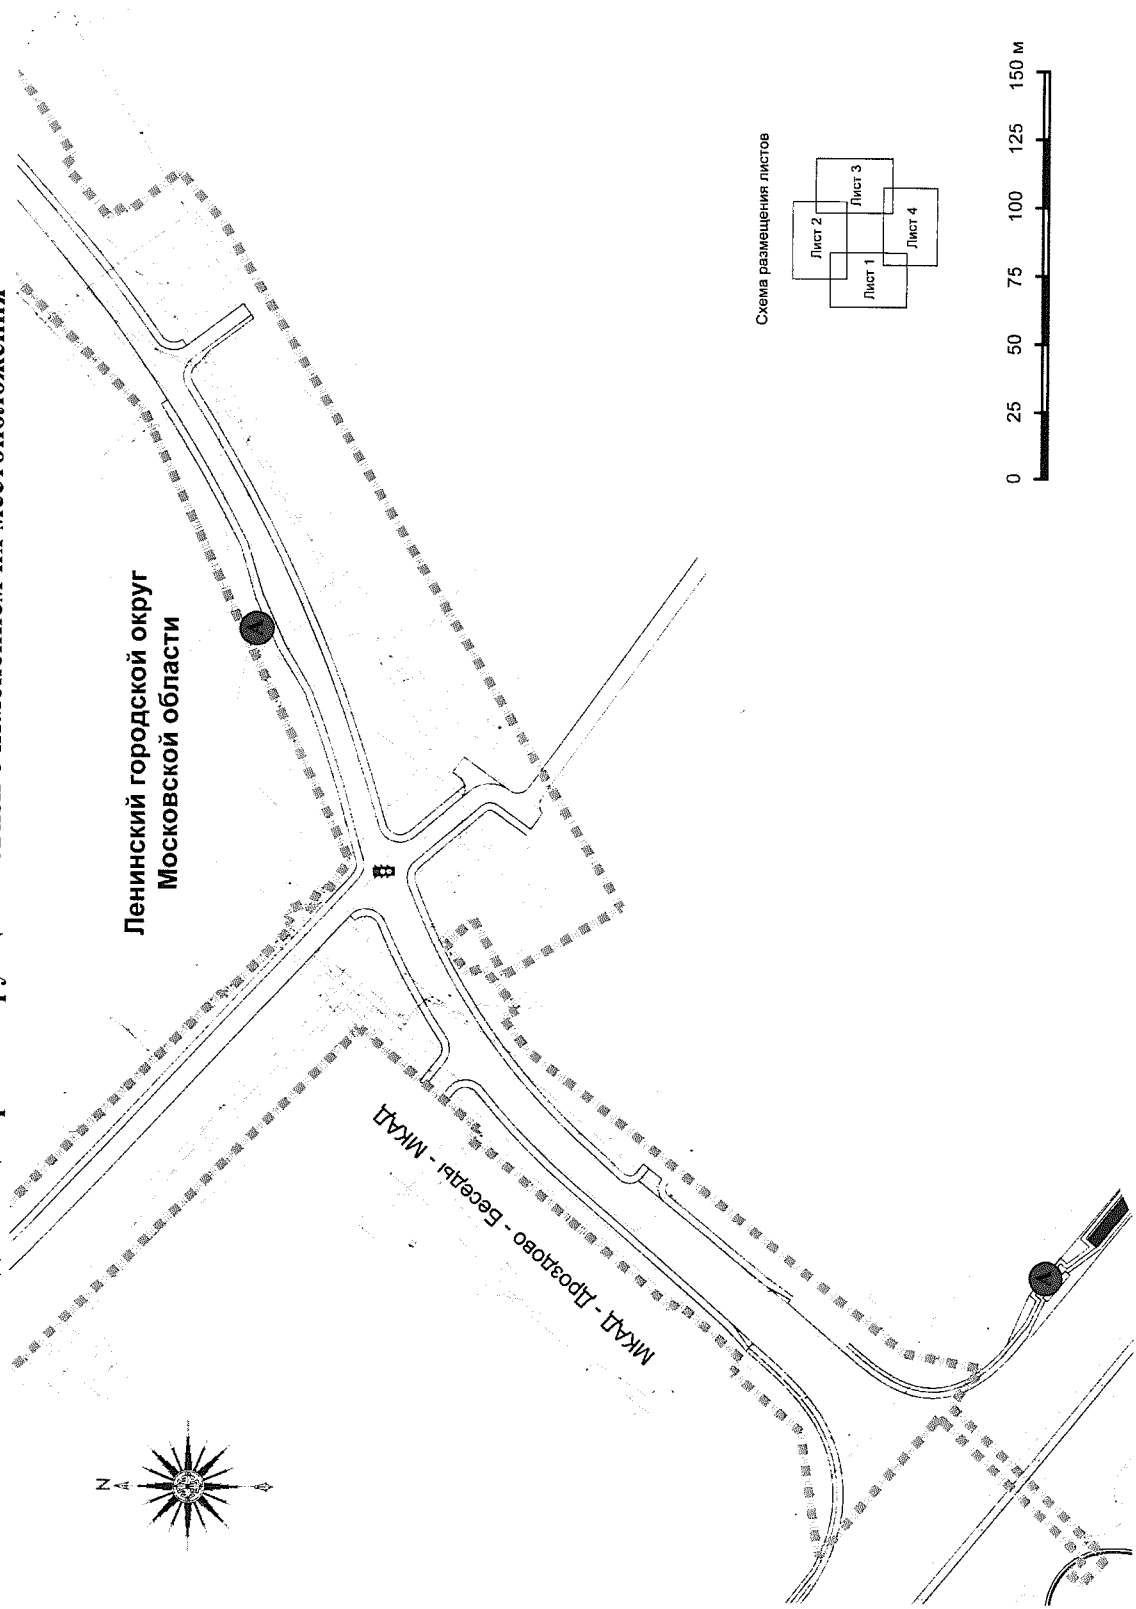 Ленинский городской округ
Московской области
МКАД - Дроздово - Беседы - МКАД
N
A
A
Схема размещения листов
Лист 2
Лист 3
Лист 1
Лист 4
0 25 50 75 100 125 150 м